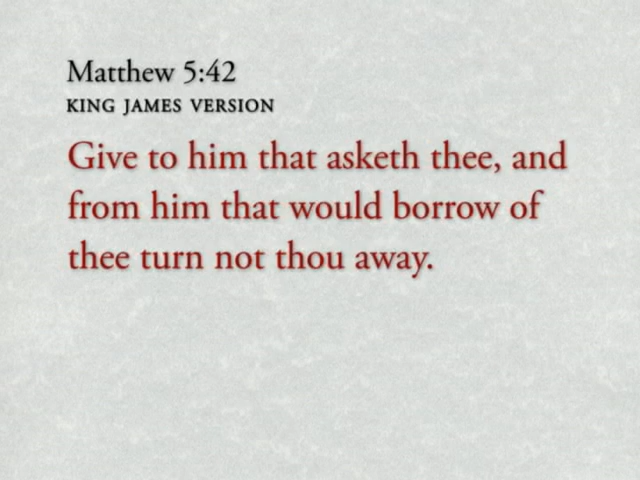 Matthew 5:42
KING JAMES VERSION
Give to him that asketh thee, and
from him that would borrow of
thee turn not thou away.